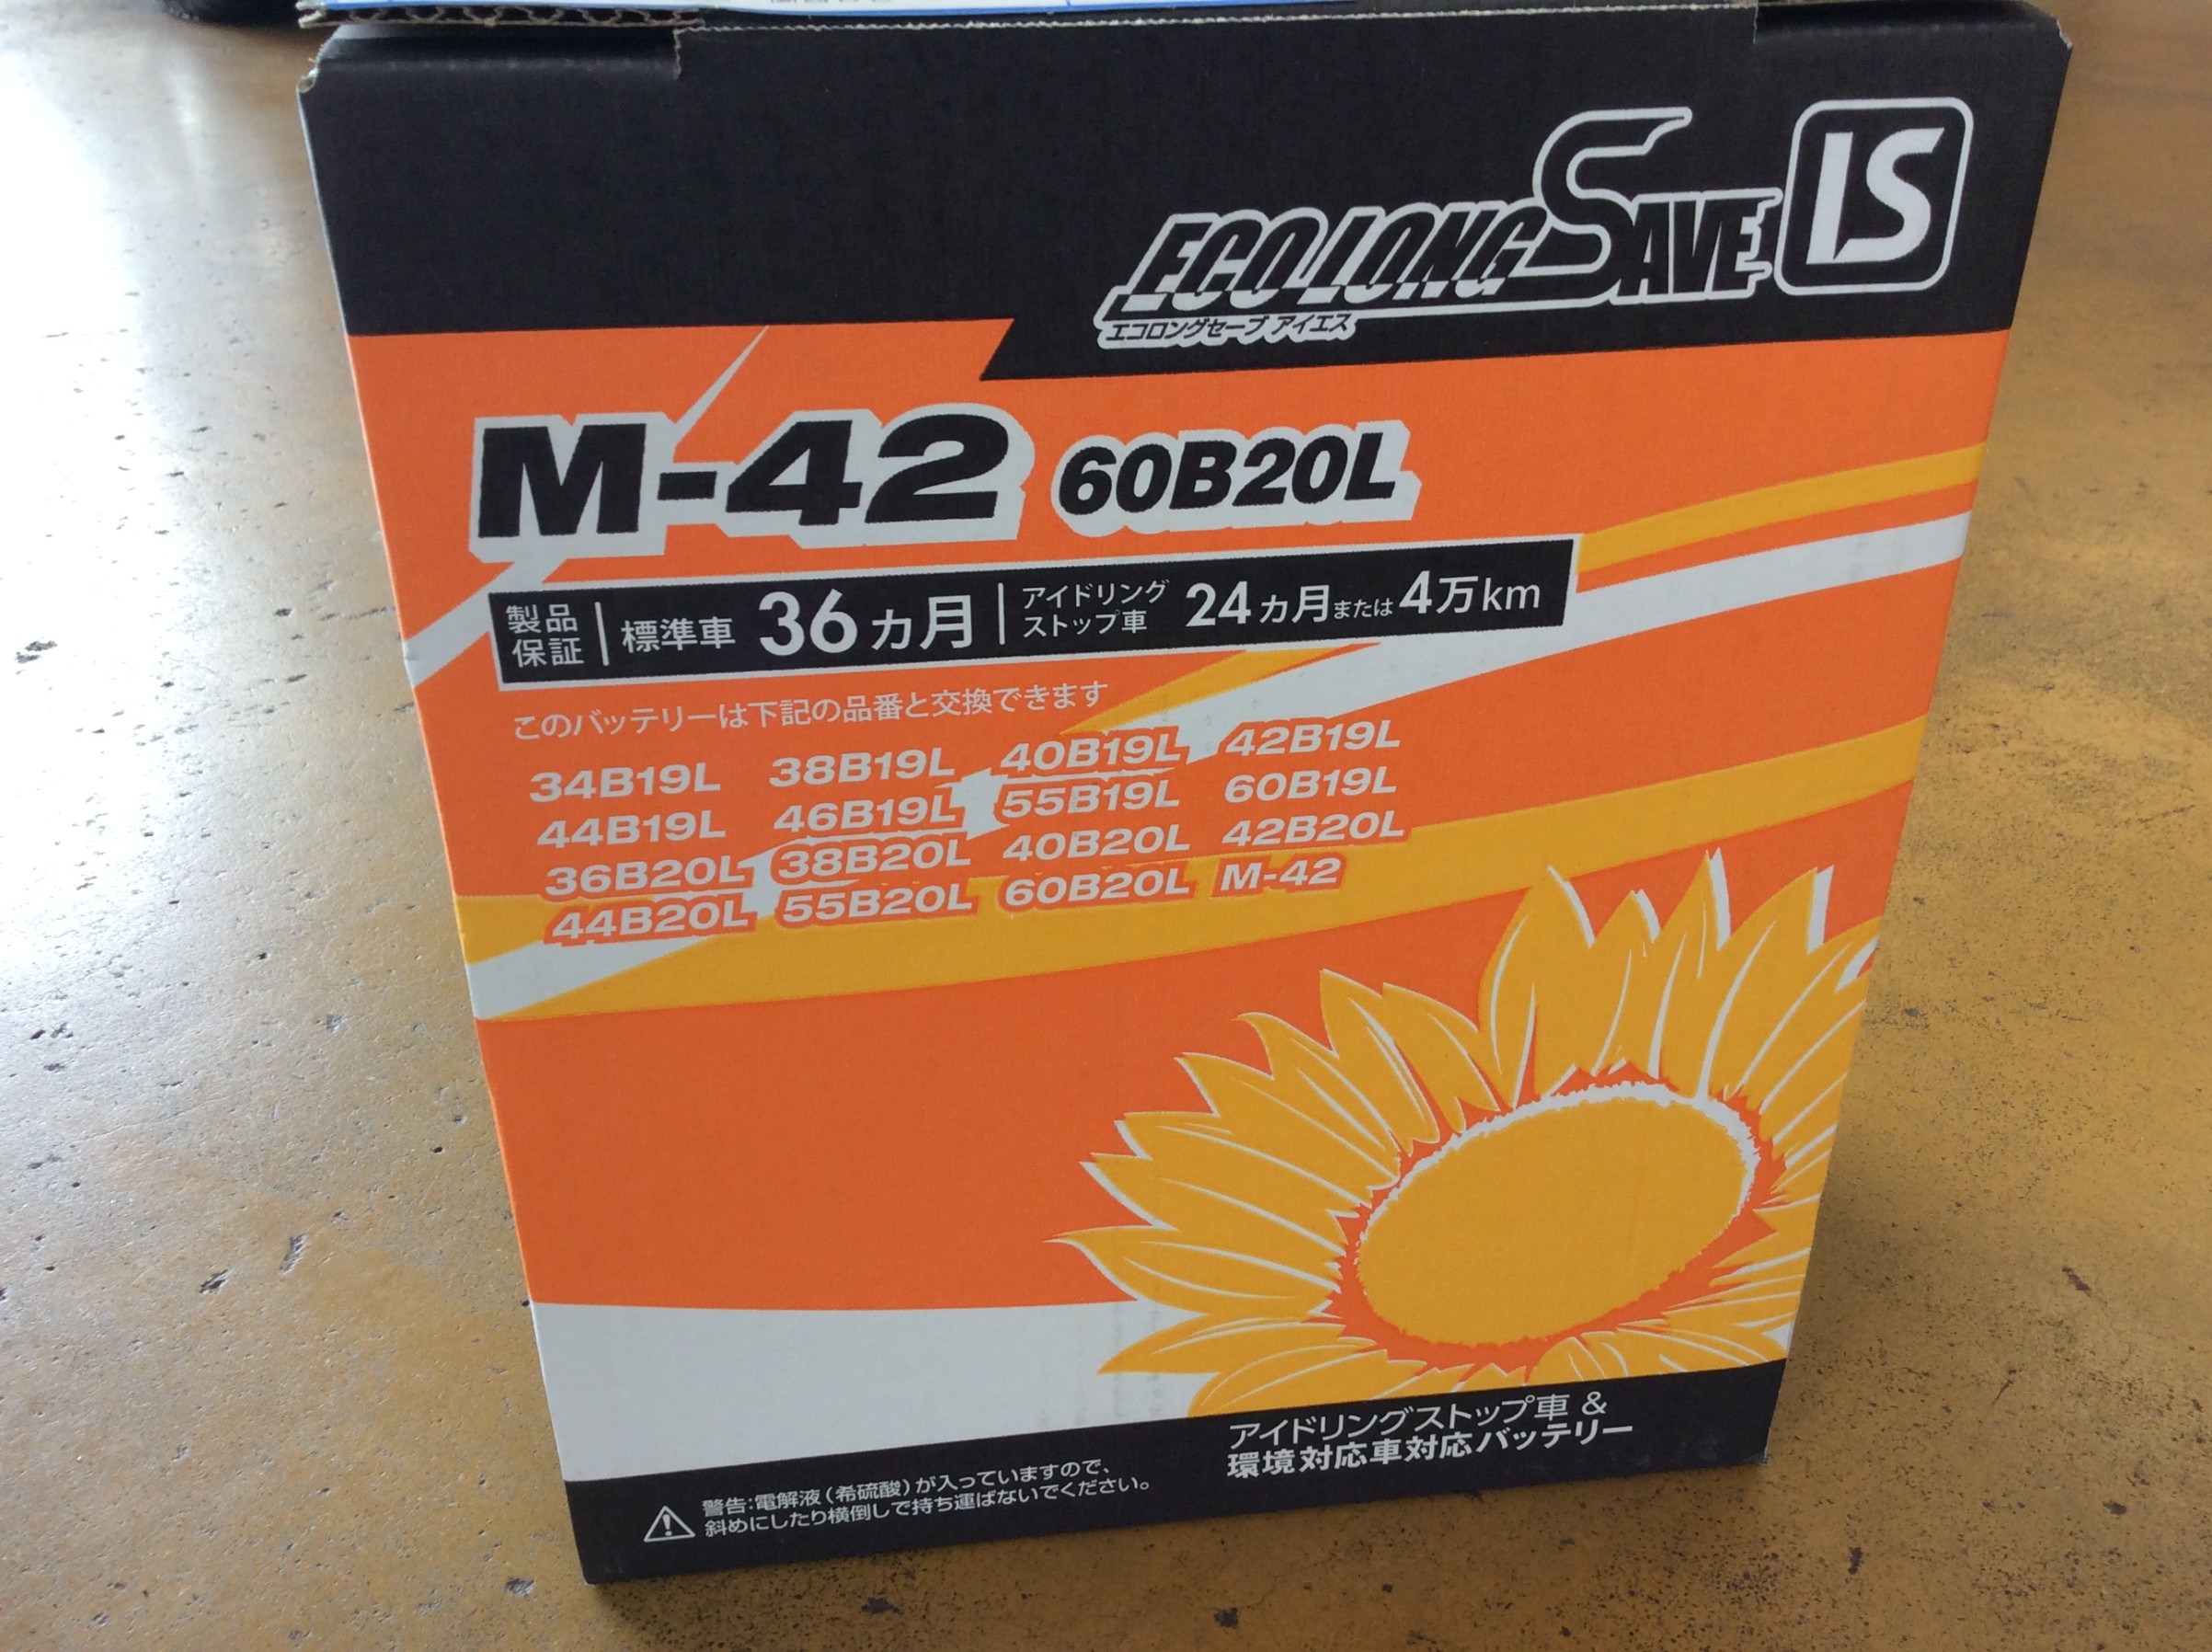 ECO LONG SAVE IS
エコロングセーブ アイエス
M-42 60B20L
製品保証 標準車 36ヵ月 アイドリングストップ車 24ヵ月または4万km
このバッテリーは下記の品番と交換できます
34B19L 38B19L 40B19L 42B19L
44B19L 46B19L 55B19L 60B19L
36B20L 38B20L 40B20L 42B20L
44B20L 55B20L 60B20L M-42
アイドリングストップ車 &
環境対応車対応バッテリー
警告:電解液(希硫酸)が入っていますので、
斜めにしたり横倒しで持ち運ばないでください。